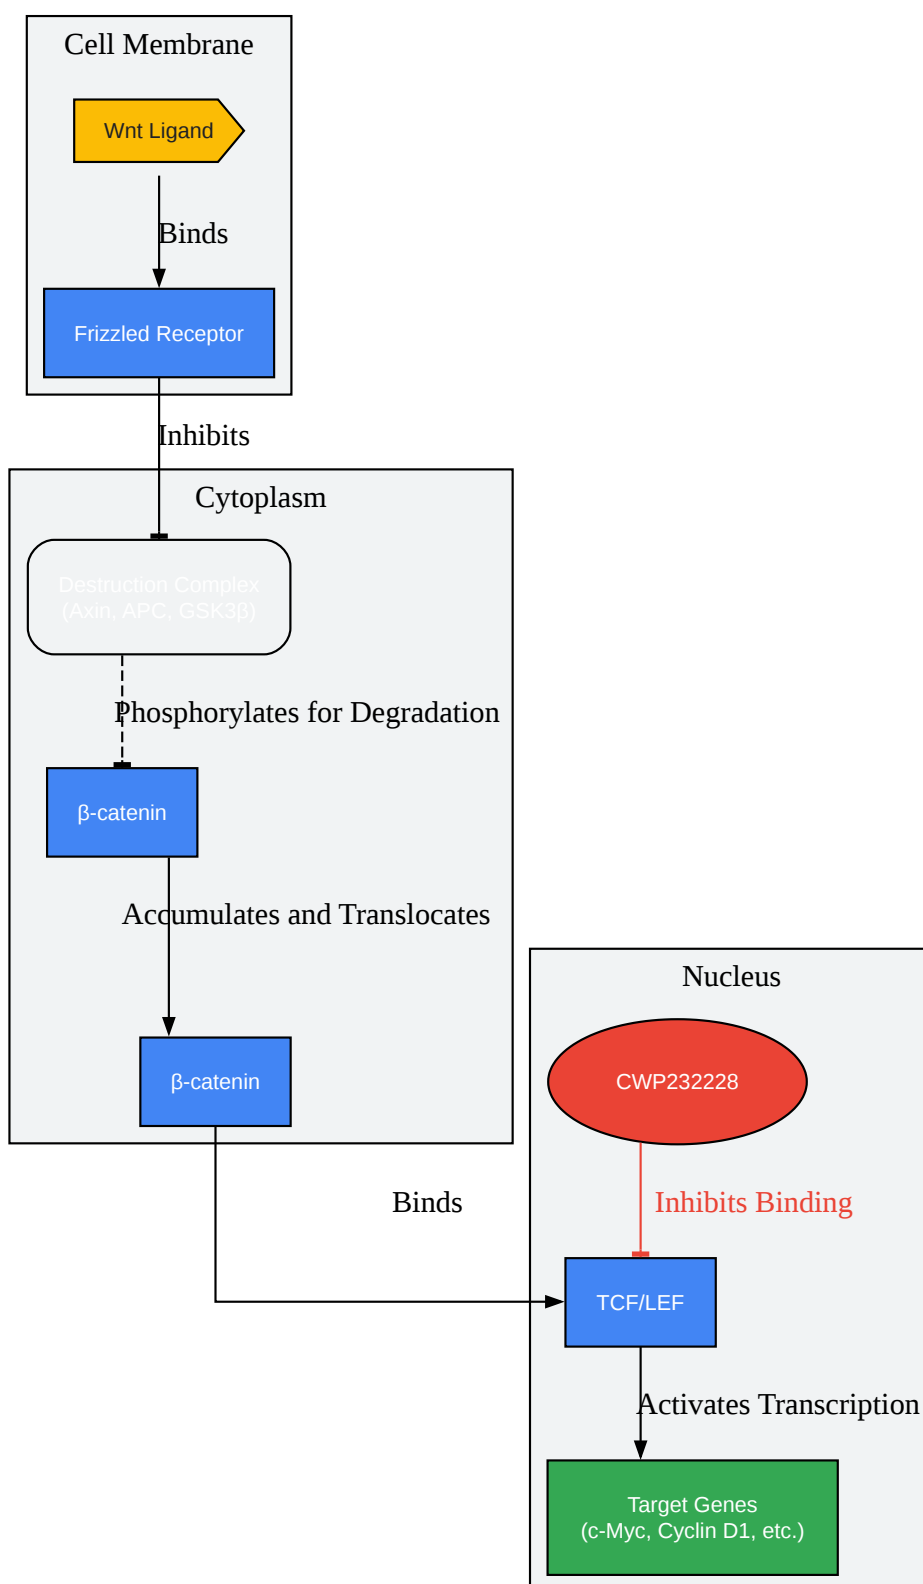 Cell Membrane
Wnt Ligand
Binds
Frizzled Receptor
Inhibits
Cytoplasm
Destruction Complex
(Axin, APC, GSK3β)
Phosphorylates for Degradation
β-catenin
Accumulates and Translocates
β-catenin
Nucleus
CWP232228
Binds
Inhibits Binding
TCF/LEF
Activates Transcription
Target Genes
(c-Myc, Cyclin D1, etc.)